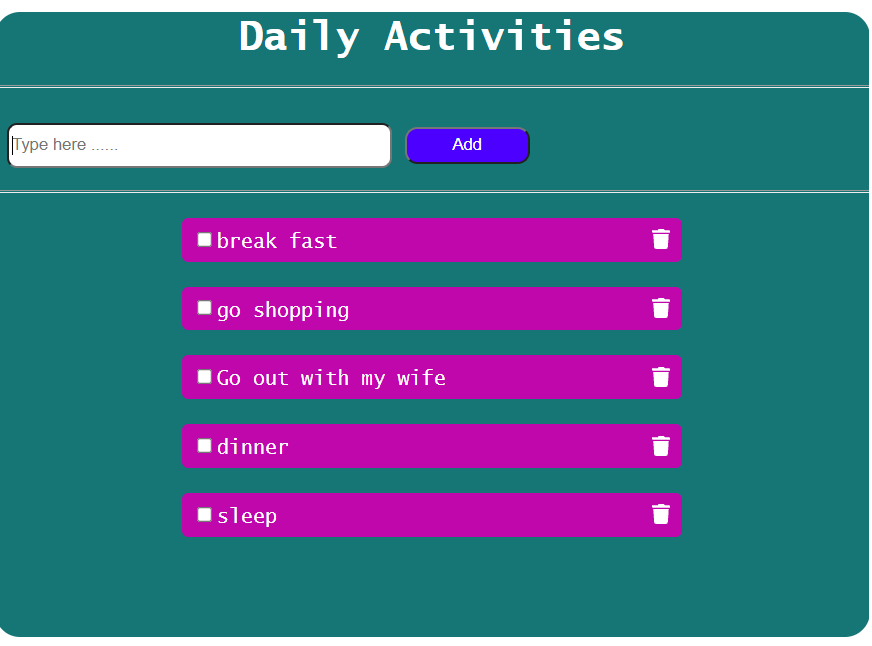 Daily Activities
Type here ......
Add
break fast
go shopping
Go out with my wife
dinner
sleep